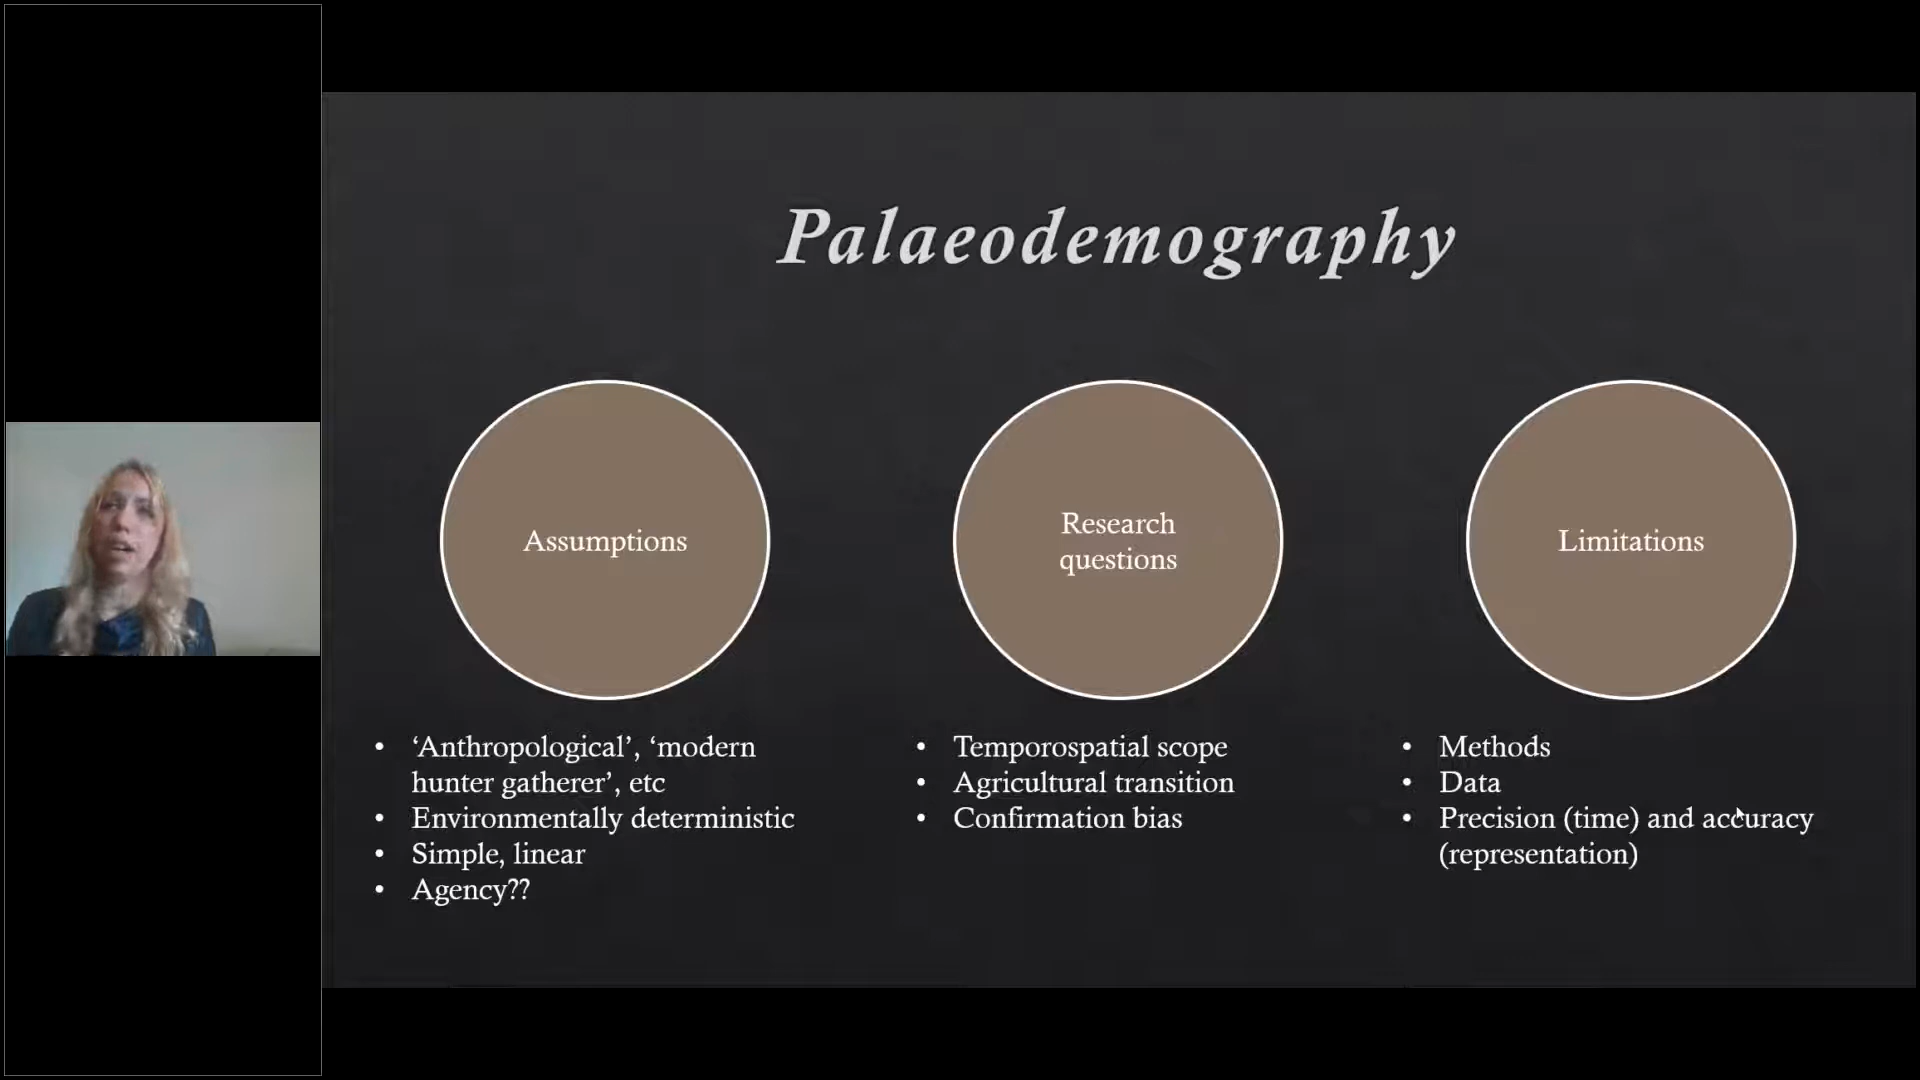 Palaeodemography
Assumptions
• ‘Anthropological’, ‘modern
hunter gatherer’, etc
• Environmentally deterministic
• Simple, linear
• Agency??
Research
questions
• Temporospatial scope
• Agricultural transition
• Confirmation bias
Limitations
• Methods
• Data
• Precision (time) and accuracy
(representation)